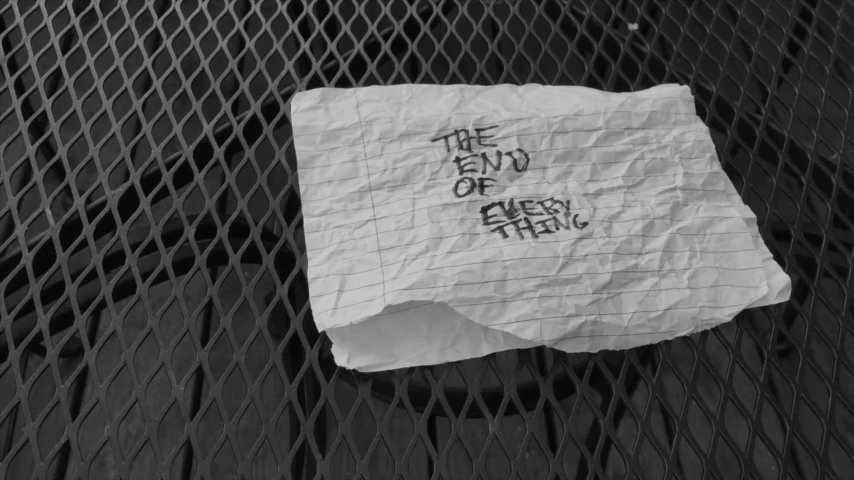 THE
END
OF
EVERY
THING